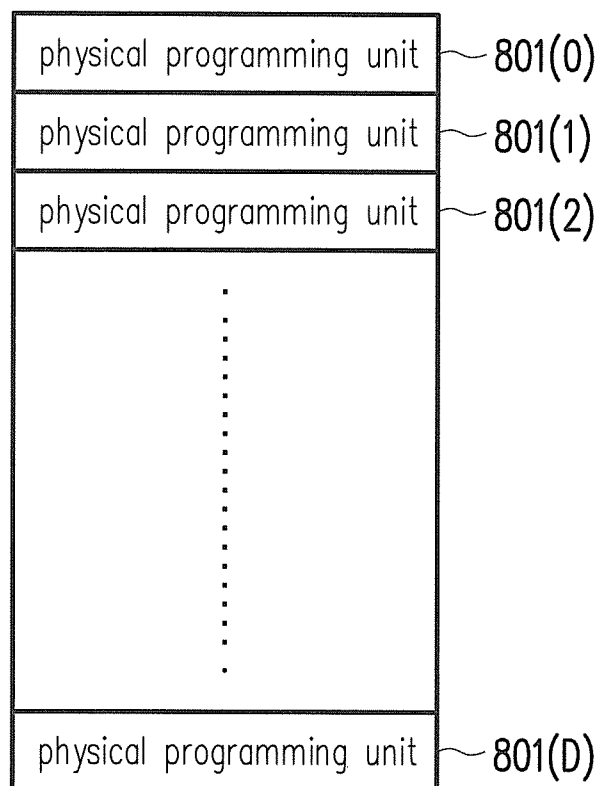 physical programming unit 801(0)
physical programming unit 801(1)
physical programming unit 801(2)
physical programming unit 801(D)